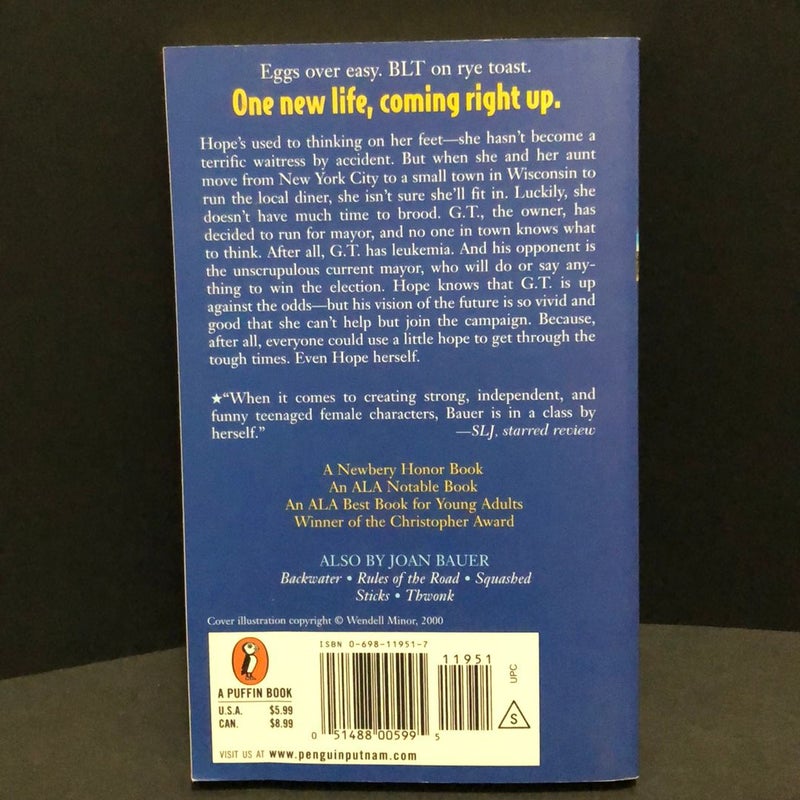 Eggs over easy. BLT on rye toast.
One new life, coming right up.
Hope's used to thinking on her feet—she hasn't become a
terrific waitress by accident. But when she and her aunt
move from New York City to a small town in Wisconsin to
run the local diner, she isn't sure she'll fit in. Luckily, she
doesn't have much time to brood. G.T., the owner, has
decided to run for mayor, and no one in town knows what
to think. After all, G.T. has leukemia. And his opponent is
the unscrupulous current mayor, who will do or say any-
thing to win the election. Hope knows that G.T. is up
against the odds—but his vision of the future is so vivid and
good that she can't help but join the campaign. Because,
after all, everyone could use a little hope to get through the
tough times. Even Hope herself.
★“When it comes to creating strong, independent, and
funny teenaged female characters, Bauer is in a class by
herself.” —SLJ, starred review
A Newbery Honor Book
An ALA Notable Book
An ALA Best Book for Young Adults
Winner of the Christopher Award
ALSO BY JOAN BAUER
Backwater • Rules of the Road • Squashed
Sticks • Thwonk
Cover illustration copyright © Wendell Minor, 2000
A PUFFIN BOOK
U.S.A. $5.99
CAN. $8.99
ISBN 0-698-11951-7
11951
UPC
S
0 51488 00599 5
VISIT US AT www.penguinputnam.com